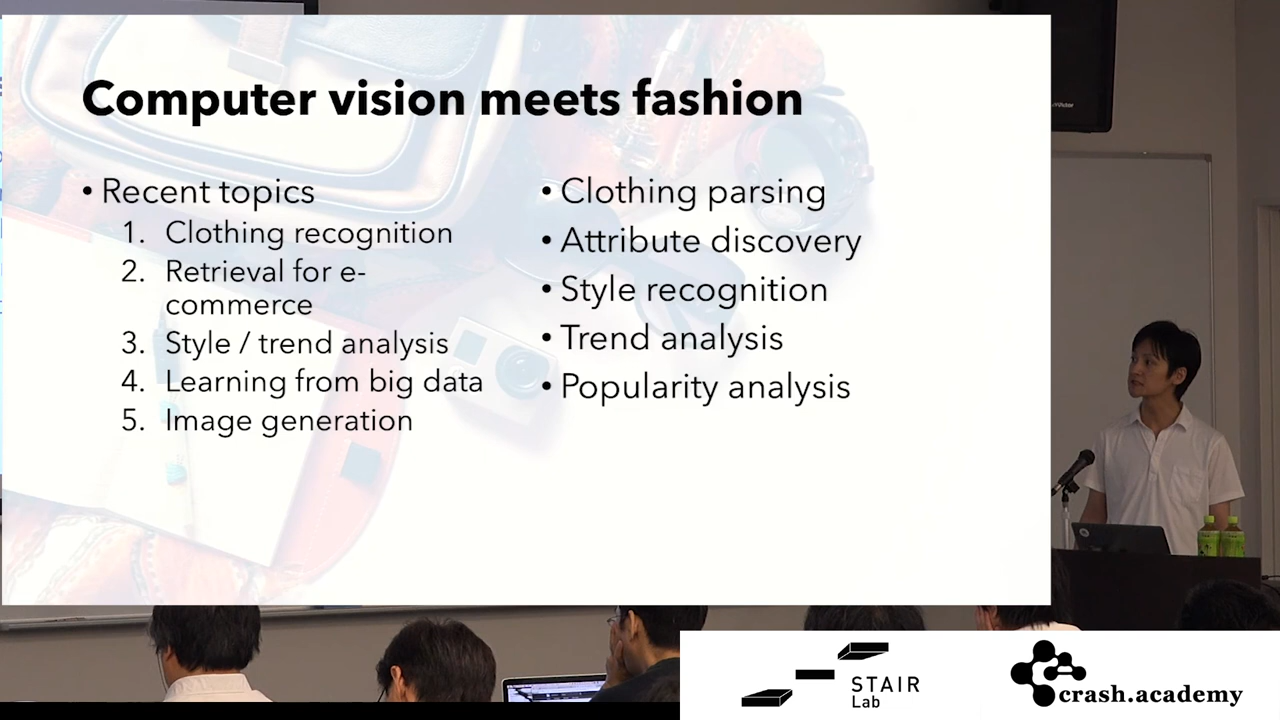 Computer vision meets fashion
• Recent topics
1. Clothing recognition
2. Retrieval for e-
commerce
3. Style / trend analysis
4. Learning from big data
5. Image generation
• Clothing parsing
• Attribute discovery
• Style recognition
• Trend analysis
• Popularity analysis
STAIR
Lab
crash.academy